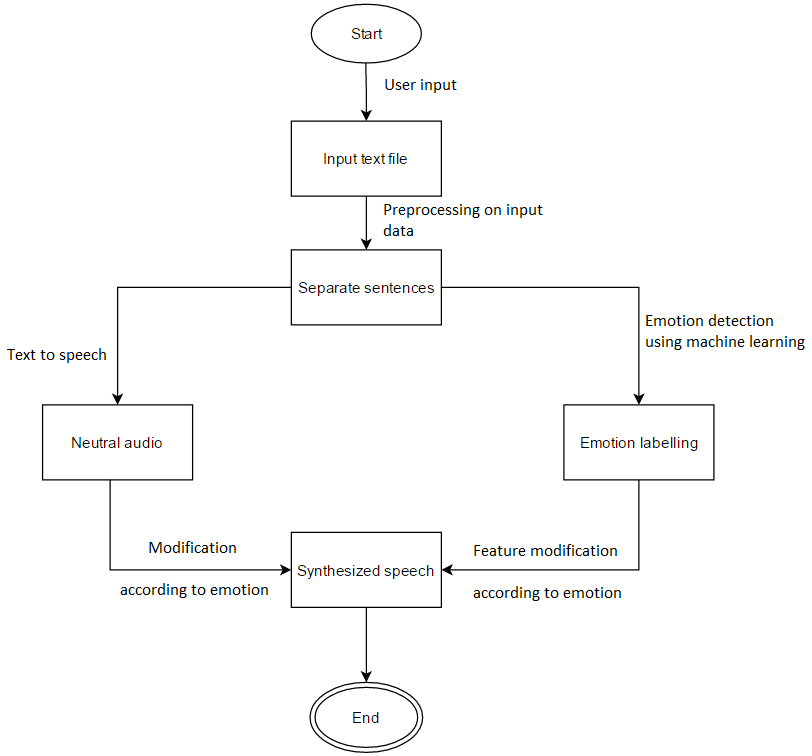 Start
User input
Input text file
Preprocessing on input
data
Separate sentences
Text to speech
Emotion detection
using machine learning
Neutral audio
Emotion labelling
Modification
according to emotion
Synthesized speech
Feature modification
according to emotion
End